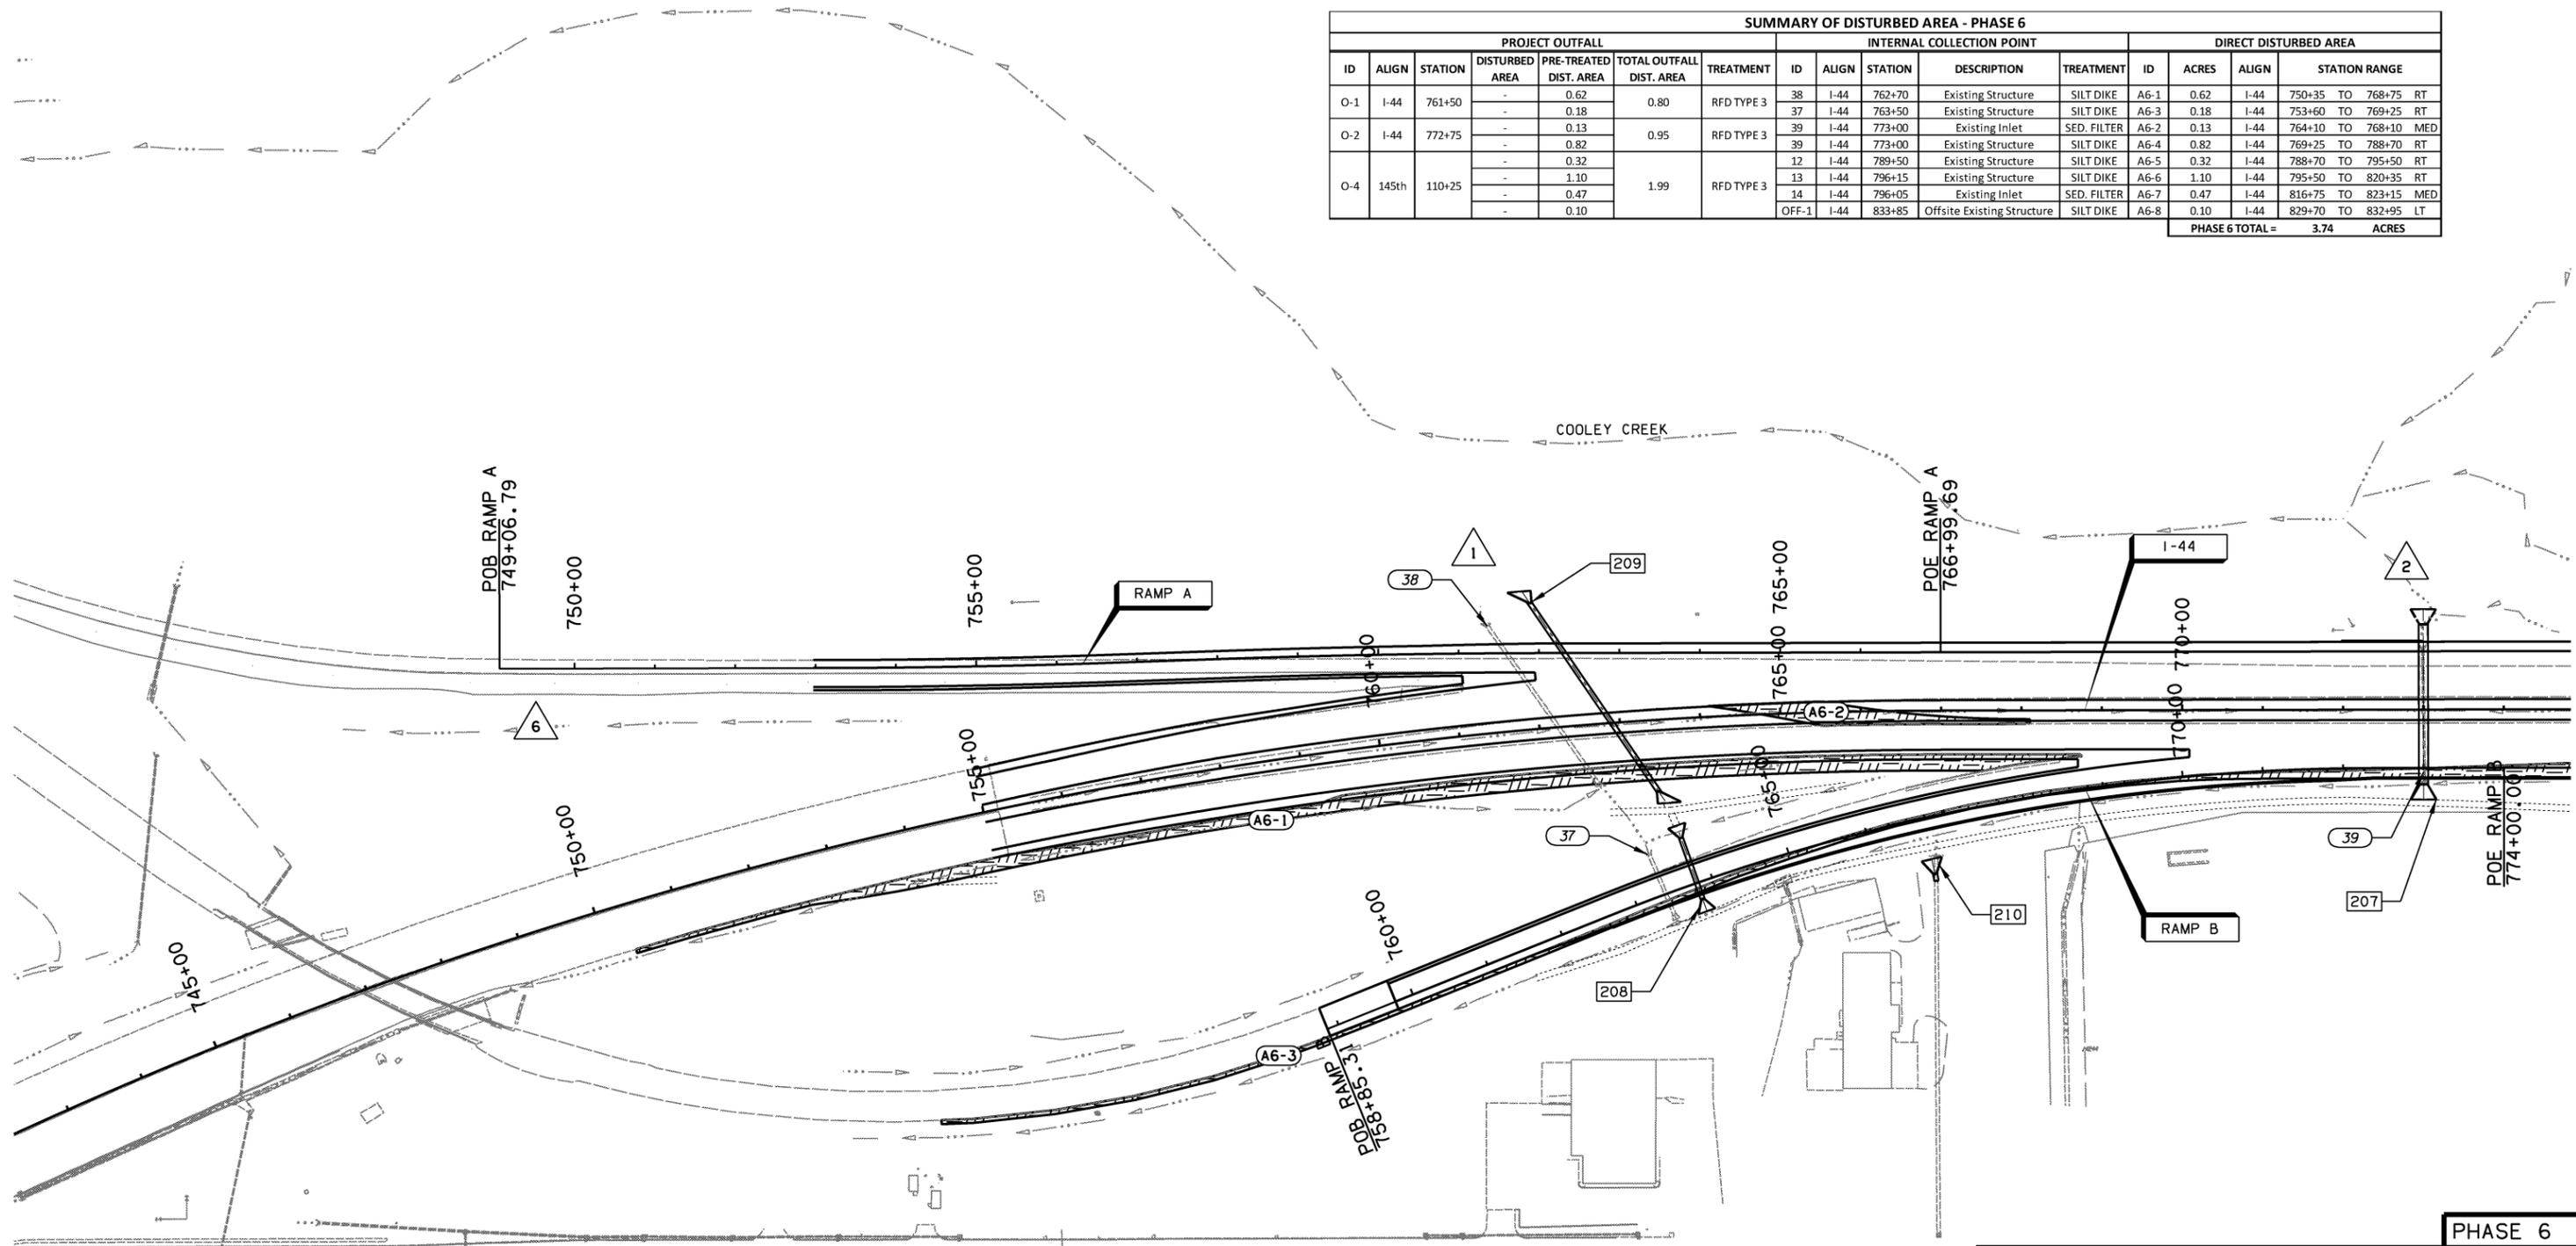 SUMMARY OF DISTURBED AREA - PHASE 6
PROJECT OUTFALL INTERNAL COLLECTION POINT DIRECT DISTURBED AREA
ID ALIGN STATION DISTURBED AREA PRE-TREATED DIST. AREA TOTAL OUTFALL DIST. AREA TREATMENT ID ALIGN STATION DESCRIPTION TREATMENT ID ACRES ALIGN STATION RANGE
O-1 I-44 761+50 - 0.62 0.80 RFD TYPE 3 38 I-44 762+70 Existing Structure SILT DIKE A6-1 0.62 I-44 750+35 TO 768+75 RT
- 0.18 37 I-44 763+50 Existing Structure SILT DIKE A6-3 0.18 I-44 753+60 TO 769+25 RT
O-2 I-44 772+75 - 0.13 0.95 RFD TYPE 3 39 I-44 773+00 Existing Inlet SED. FILTER A6-2 0.13 I-44 764+10 TO 768+10 MED
- 0.82 39 I-44 773+00 Existing Structure SILT DIKE A6-4 0.82 I-44 769+25 TO 788+70 RT
O-4 145th 110+25 - 0.32 1.99 RFD TYPE 3 12 I-44 789+50 Existing Structure SILT DIKE A6-5 0.32 I-44 788+70 TO 795+50 RT
- 1.10 13 I-44 796+15 Existing Structure SILT DIKE A6-6 1.10 I-44 795+50 TO 820+35 RT
- 0.47 14 I-44 796+05 Existing Inlet SED. FILTER A6-7 0.47 I-44 816+75 TO 823+15 MED
- 0.10 OFF-1 I-44 833+85 Offsite Existing Structure SILT DIKE A6-8 0.10 I-44 829+70 TO 832+95 LT
PHASE 6 TOTAL = 3.74 ACRES
COOLEY CREEK
POB RAMP A
749+06.79
750+00
755+00
RAMP A
38
1
209
765+00
POE RAMP A
766+99.69
I-44
2
770+00
760+00
765+00
770+00
6
A6-2
755+00
750+00
A6-1
765+00
37
39
POE RAMP B
774+00.00
207
210
RAMP B
760+00
208
745+00
A6-3
POB RAMP B
758+85.31
PHASE 6